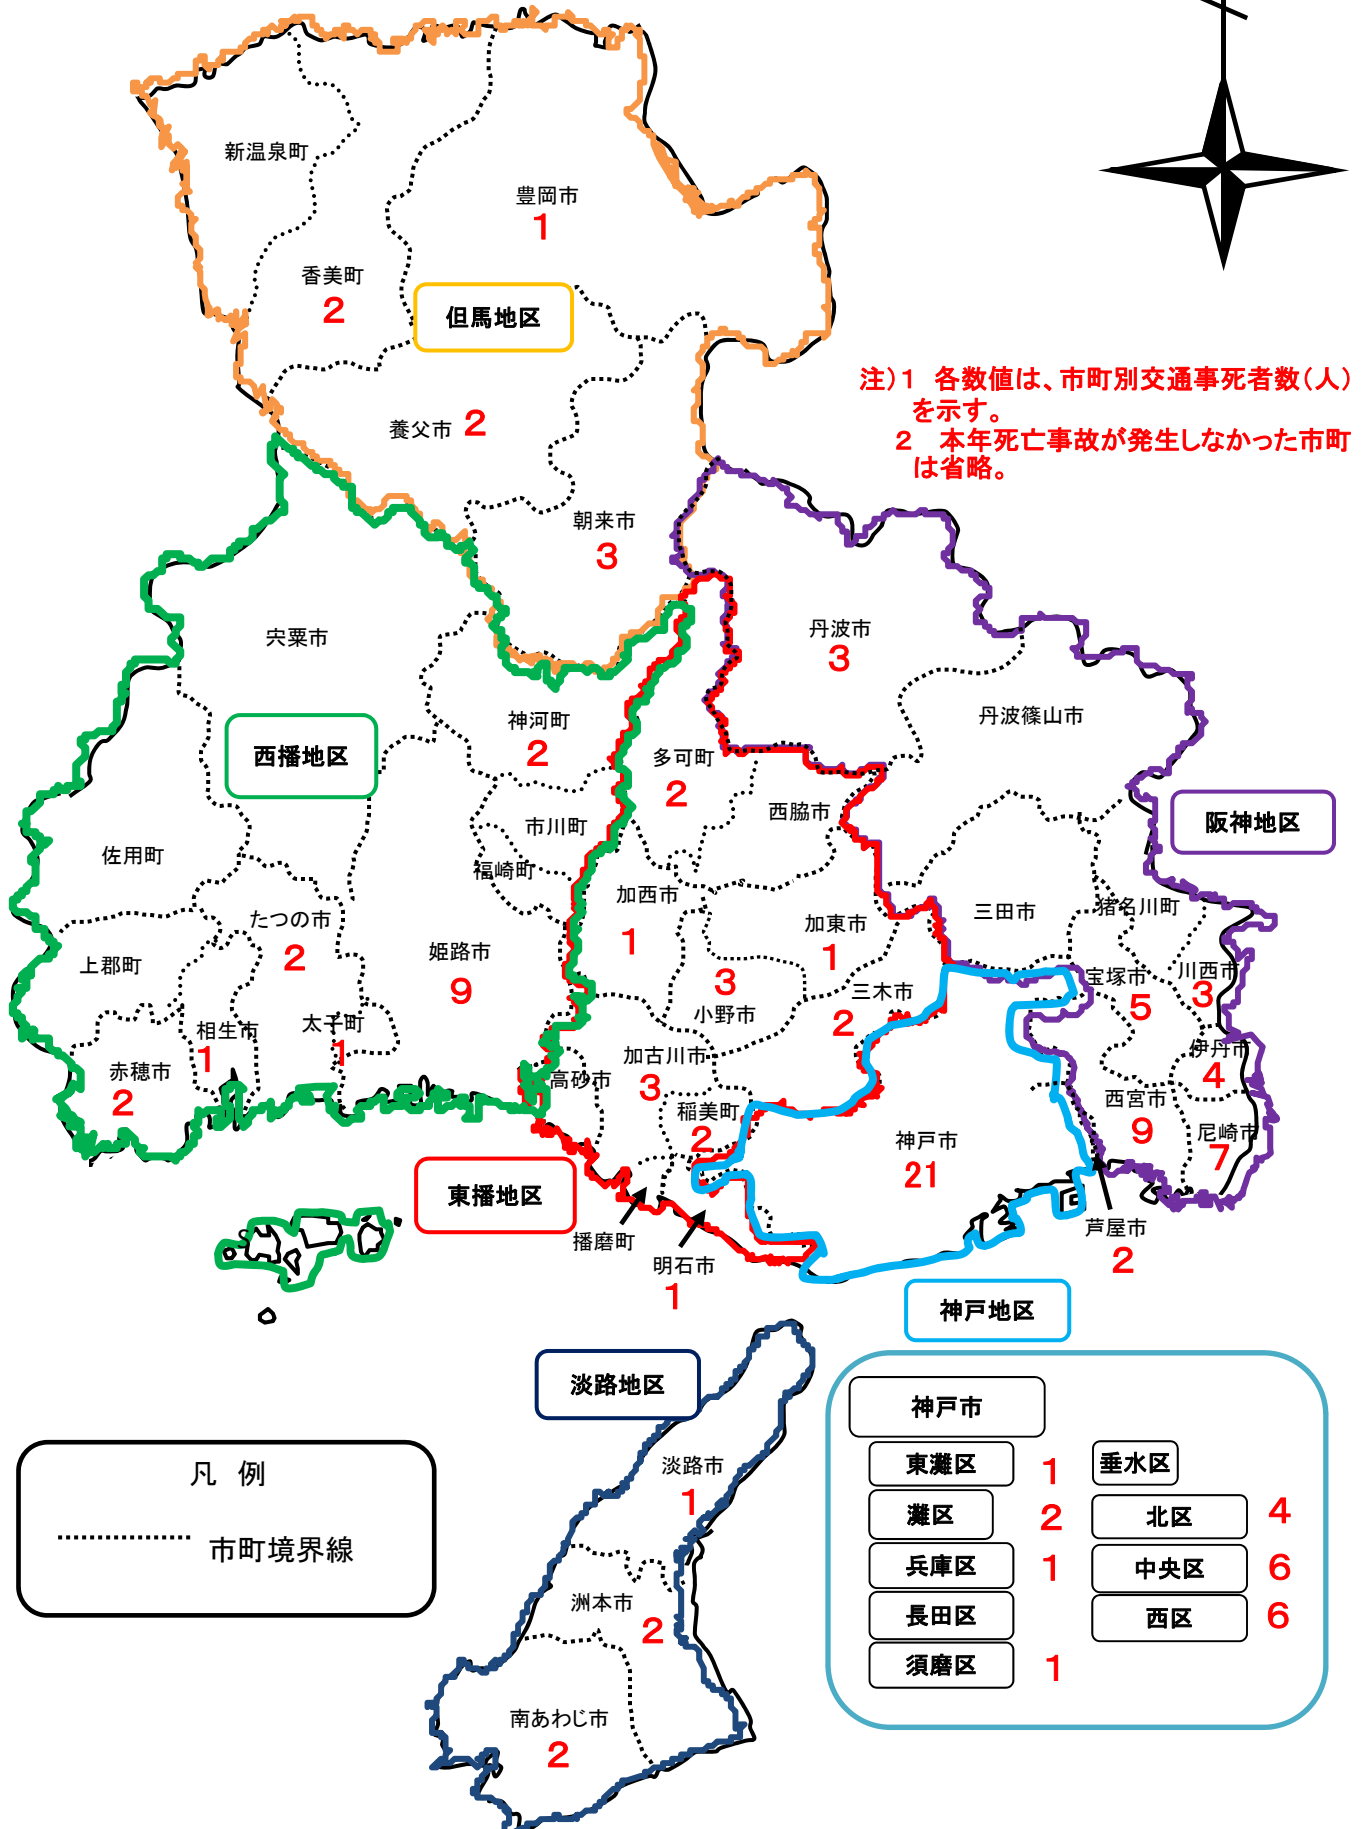 新温泉町
豊岡市
1
香美町
2
但馬地区
注)1 各数値は、市町別交通事死者数(人)
を示す。
2 本年死亡事故が発生しなかった市町
は省略。
養父市 2
朝来市
3
宍粟市
丹波市
3
神河町
2
丹波篠山市
西播地区
多可町
2
西脇市
市川町
阪神地区
佐用町
福崎町
加西市
1
たつの市
2
加東市
1
三田市
猪名川町
上郡町
姫路市
9
3
小野市
三木市
2
宝塚市
5
川西市
3
相生市
1
太子町
1
赤穂市
2
高砂市
加古川市
3
伊丹市
4
稲美町
2
西宮市
9
神戸市
21
尼崎市
7
東播地区
播磨町
明石市
1
芦屋市
2
神戸地区
淡路地区
神戸市
東灘区 1
垂水区
灘区 2
北区 4
兵庫区 1
中央区 6
長田区
西区 6
須磨区 1
凡 例
市町境界線
淡路市
1
洲本市
2
南あわじ市
2